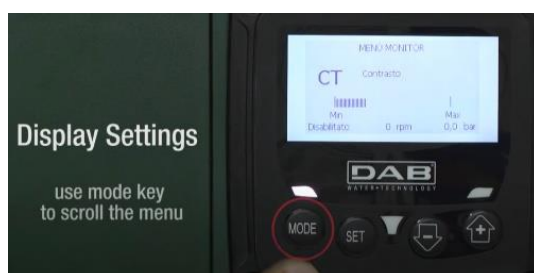 Display Settings
use mode key
to scroll the menu
MENÙ MONITOR
CT Contrasto
Min Max
Disabilitato 0 rpm 0,0 bar
DAB
WATER•TECHNOLOGY
MODE SET - +